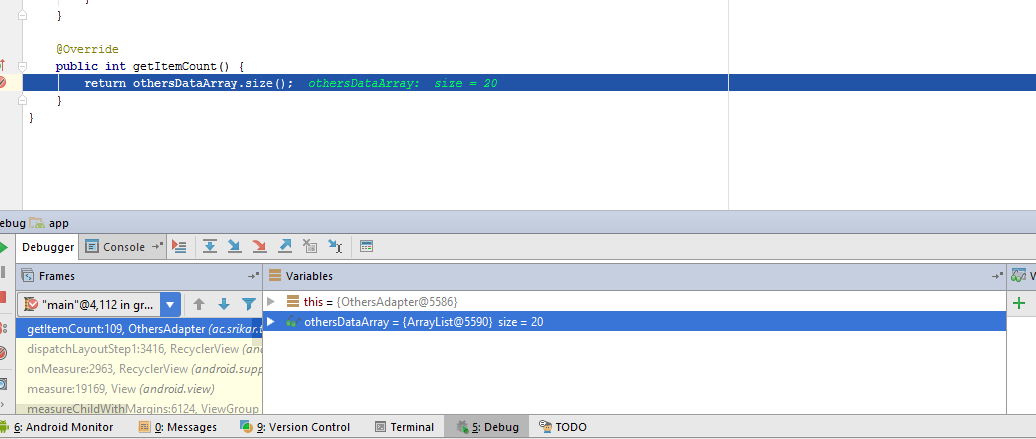 }
@Override
public int getItemCount() {
return othersDataArray.size(); othersDataArray: size = 20
}
}
ebug app
Debugger Console
Frames Variables
"main"@4,112 in gr... this = {OthersAdapter@5586}
othersDataArray = {ArrayList@5590} size = 20
getItemCount:109, OthersAdapter (ac.srikar.t
dispatchLayoutStep1:3416, RecyclerView (an
onMeasure:2963, RecyclerView (android.supp
measure:19169, View (android.view)
measureChildWithMargins:6124, ViewGroup
6: Android Monitor 0: Messages 9: Version Control Terminal 5: Debug TODO